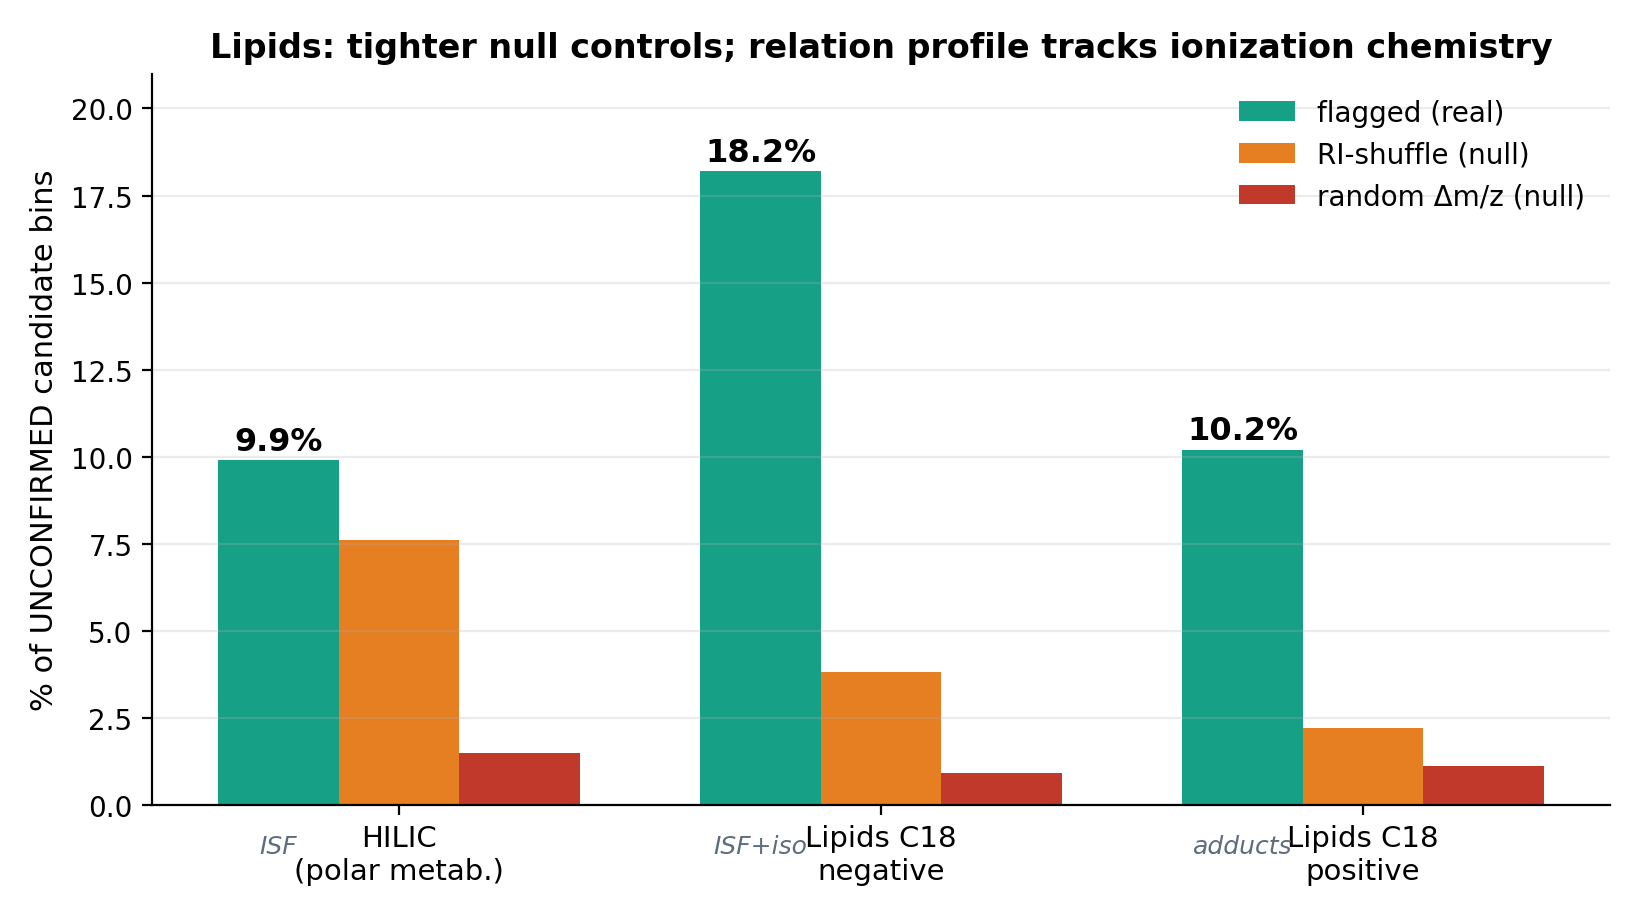 Lipids: tighter null controls; relation profile tracks ionization chemistry
% of UNCONFIRMED candidate bins
20.0
17.5
15.0
12.5
10.0
7.5
5.0
2.5
0.0
flagged (real)
RI-shuffle (null)
random Δm/z (null)
9.9%
18.2%
10.2%
ISF
HILIC
(polar metab.)
ISF+iso
Lipids C18
negative
adducts
Lipids C18
positive